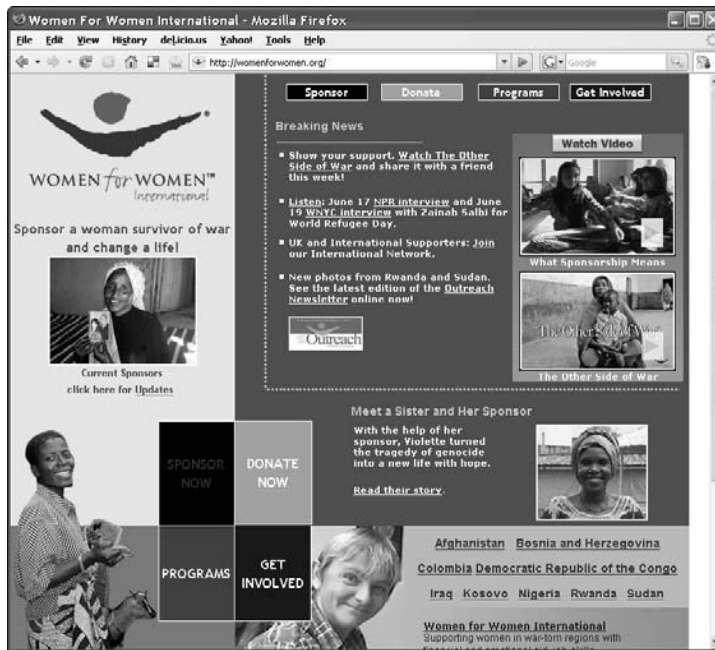 Women For Women International - Mozilla Firefox
File Edit View History del.icio.us Yahoo! Tools Help
http://womenforwomen.org/
Google
Sponsor Donate Programs Get Involved
WOMEN for WOMEN™
International
Sponsor a woman survivor of war
and change a life!
Current Sponsors
click here for Updates
Breaking News
Show your support. Watch The Other
Side of War and share it with a friend
this week!
Listen: June 17 NPR interview and June
19 WNYC interview with Zainab Salbi for
World Refugee Day.
UK and International Supporters: Join
our International Network.
New photos from Rwanda and Sudan.
See the latest edition of the Outreach
Newsletter online now!
Outreach
Watch Video
What Sponsorship Means
"The Other Side of War"
The Other Side of War
Meet a Sister and Her Sponsor
With the help of her
sponsor, Violette turned
the tragedy of genocide
into a new life with hope.
Read their story.
SPONSOR
NOW
DONATE
NOW
PROGRAMS
GET
INVOLVED
Afghanistan Bosnia and Herzegovina
Colombia Democratic Republic of the Congo
Iraq Kosovo Nigeria Rwanda Sudan
Women for Women International
Supporting women in war-torn regions with